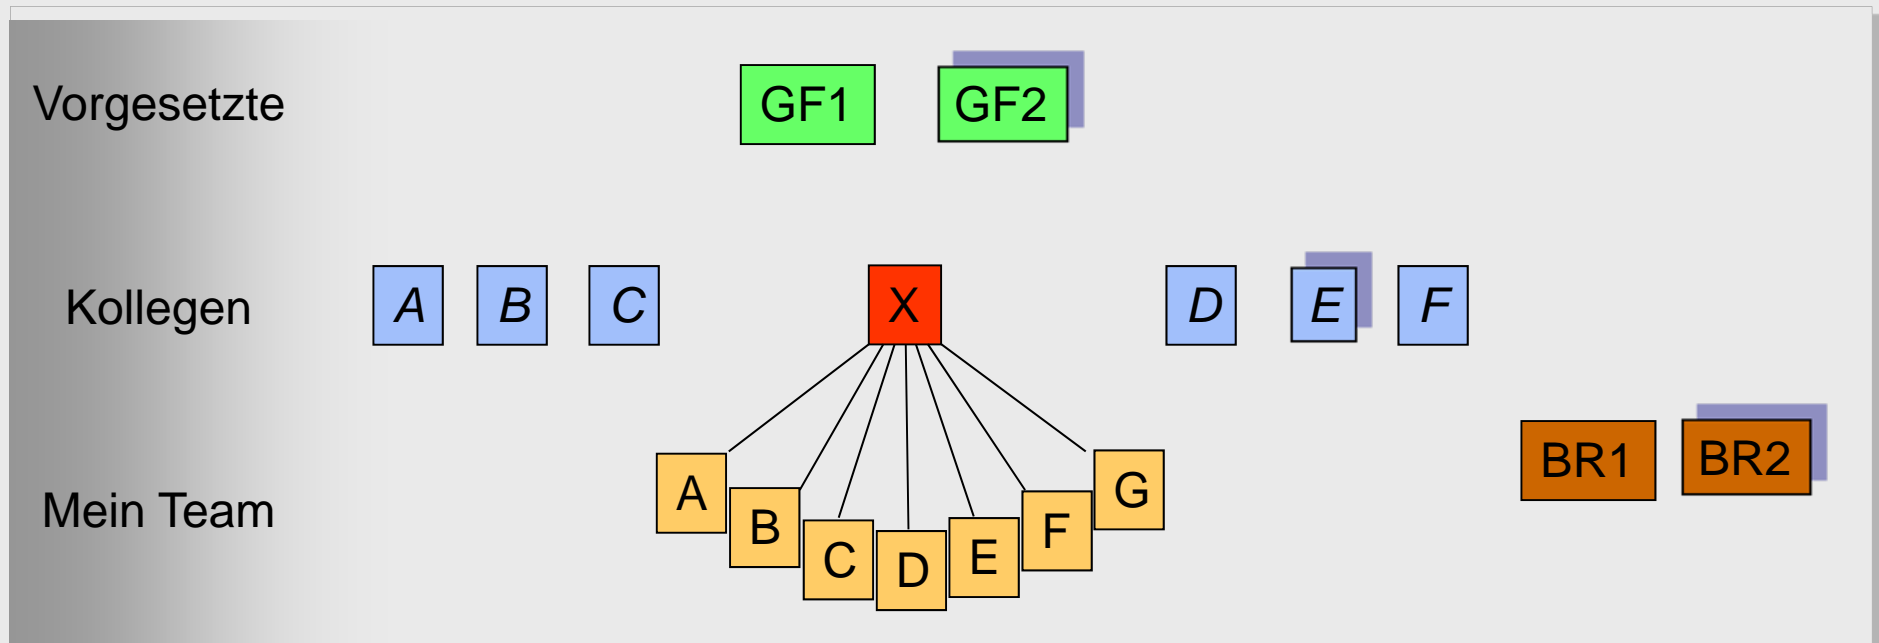 Vorgesetzte
GF1 GF2
Kollegen
A B C X D E F
BR1 BR2
Mein Team
A B C D E F G